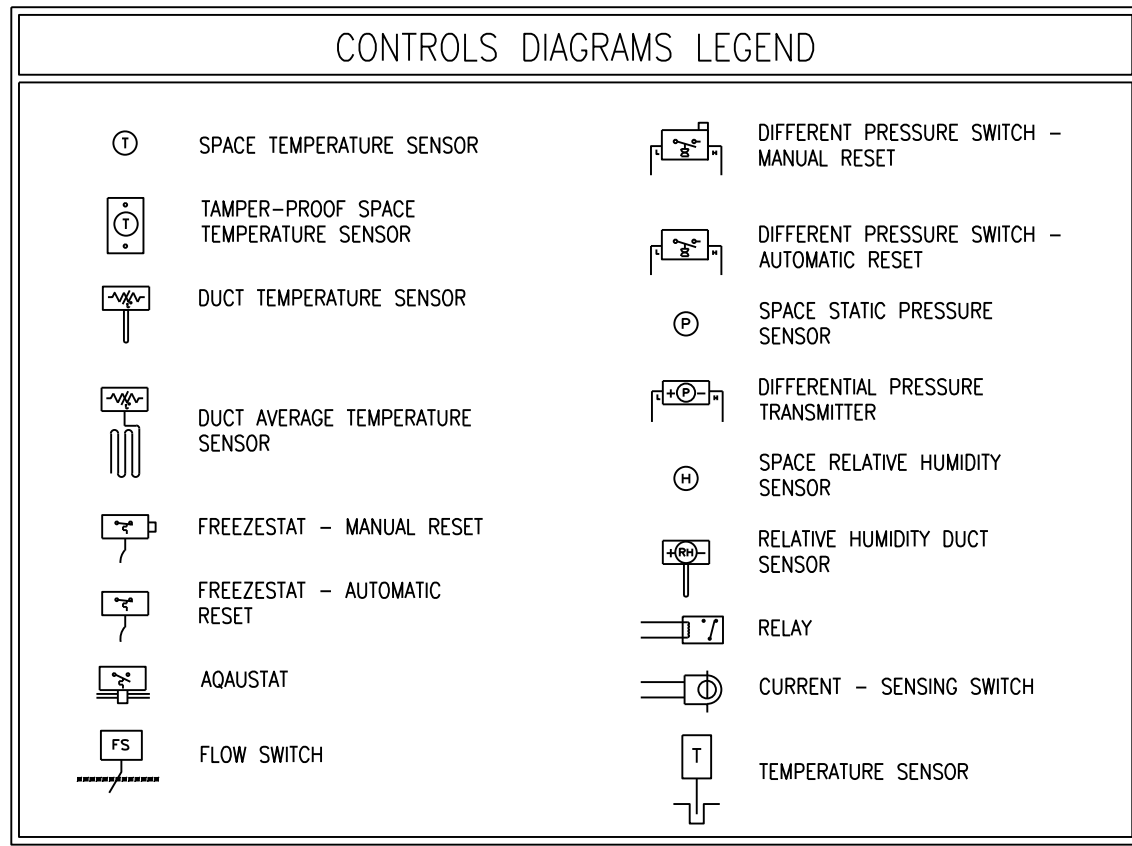 CONTROLS DIAGRAMS LEGEND
T
SPACE TEMPERATURE SENSOR
T
TAMPER-PROOF SPACE
TEMPERATURE SENSOR
DUCT TEMPERATURE SENSOR
DUCT AVERAGE TEMPERATURE
SENSOR
FREEZESTAT - MANUAL RESET
FREEZESTAT - AUTOMATIC
RESET
AQAUSTAT
FS
FLOW SWITCH
L H
DIFFERENT PRESSURE SWITCH -
MANUAL RESET
L H
DIFFERENT PRESSURE SWITCH -
AUTOMATIC RESET
P
SPACE STATIC PRESSURE
SENSOR
L +P- H
DIFFERENTIAL PRESSURE
TRANSMITTER
H
SPACE RELATIVE HUMIDITY
SENSOR
+RH-
RELATIVE HUMIDITY DUCT
SENSOR
RELAY
CURRENT - SENSING SWITCH
T
TEMPERATURE SENSOR